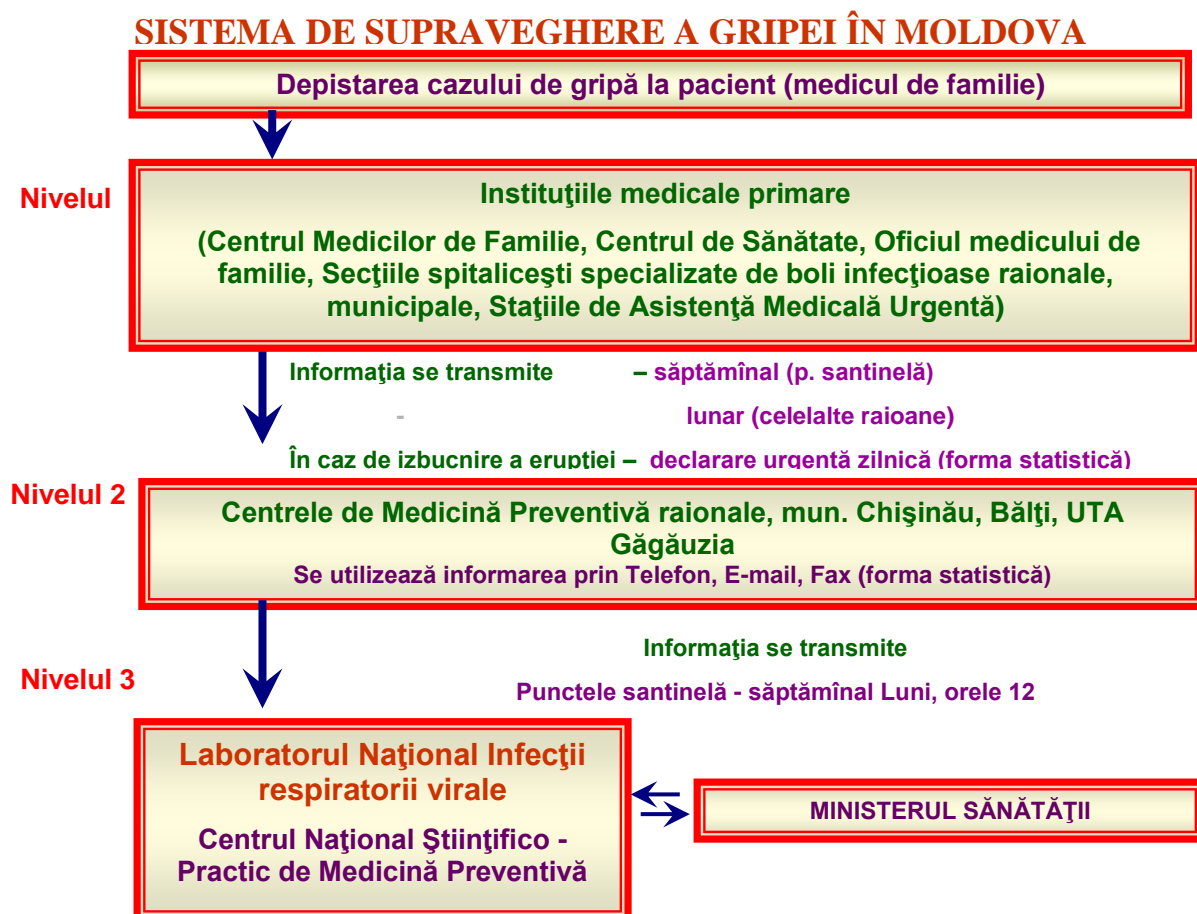 SISTEMA DE SUPRAVEGHERE A GRIPEI ÎN MOLDOVA
Depistarea cazului de gripă la pacient (medicul de familie)
Nivelul
Instituţiile medicale primare
(Centrul Medicilor de Familie, Centrul de Sănătate, Oficiul medicului de
familie, Secţiile spitaliceşti specializate de boli infecţioase raionale,
municipale, Staţiile de Asistenţă Medicală Urgentă)
Informaţia se transmite – săptămînal (p. santinelă)
- lunar (celelalte raioane)
În caz de izbucnire a erupţiei – declarare urgentă zilnică (forma statistică)
Nivelul 2
Centrele de Medicină Preventivă raionale, mun. Chişinău, Bălţi, UTA
Găgăuzia
Se utilizează informarea prin Telefon, E-mail, Fax (forma statistică)
Informaţia se transmite
Nivelul 3
Punctele santinelă - săptămînal Luni, orele 12
Laboratorul Naţional Infecţii
respiratorii virale
Centrul Naţional Ştiinţifico -
Practic de Medicină Preventivă
MINISTERUL SĂNĂTĂŢII